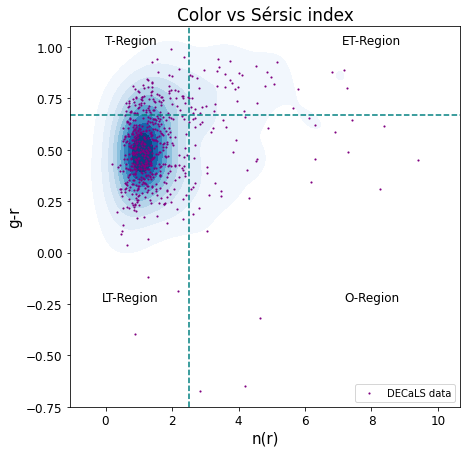 Color vs Sérsic index
T-Region
ET-Region
LT-Region
O-Region
1.00
0.75
0.50
0.25
0.00
−0.25
−0.50
−0.75
g-r
0
2
4
6
8
10
n(r)
DECaLS data